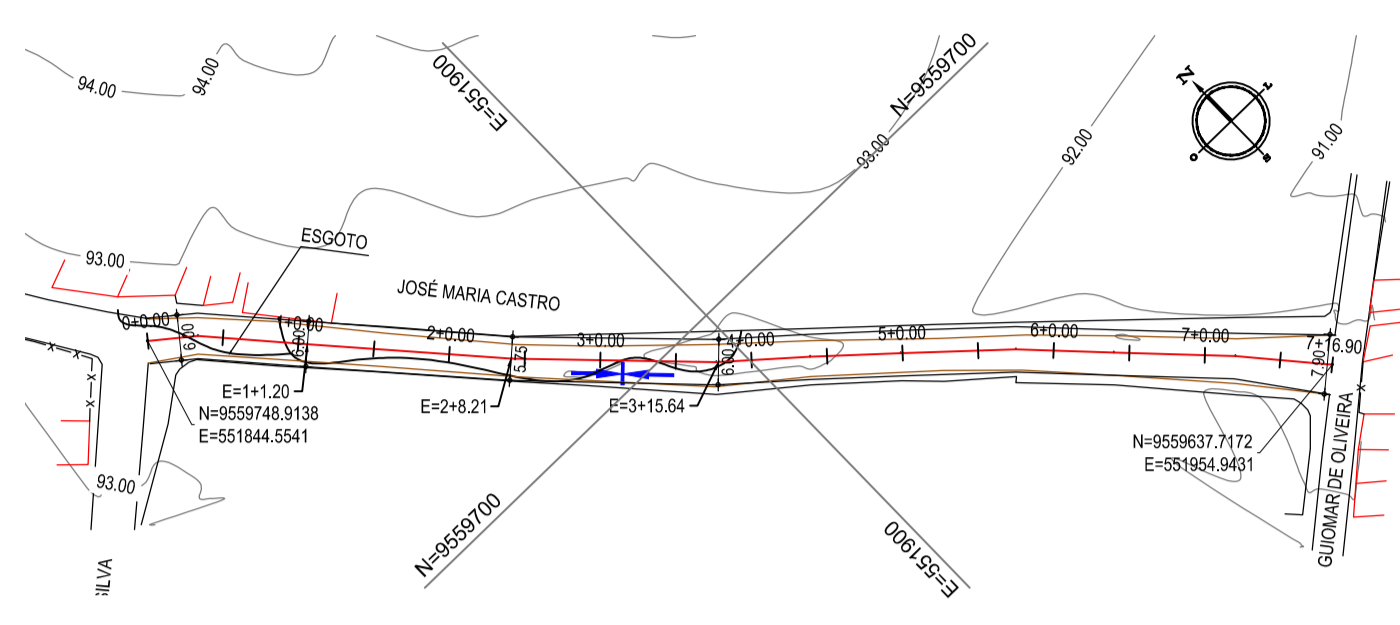 94.00
94.00
E=551900
N=9559700
93.00
92.00
91.00
N
L
O
S
93.00
ESGOTO
JOSÉ MARIA CASTRO
0+0.00
1+0.00
2+0.00
3+0.00
4+0.00
5+0.00
6+0.00
7+0.00
7+16.90
6.00
6.00
5.75
6.00
7.90
E=1+1.20
N=9559748.9138
E=551844.5541
E=2+8.21
E=3+15.64
N=9559637.7172
E=551954.9431
93.00
N=9559700
E=551900
GUIOMAR DE OLIVEIRA
SILVA